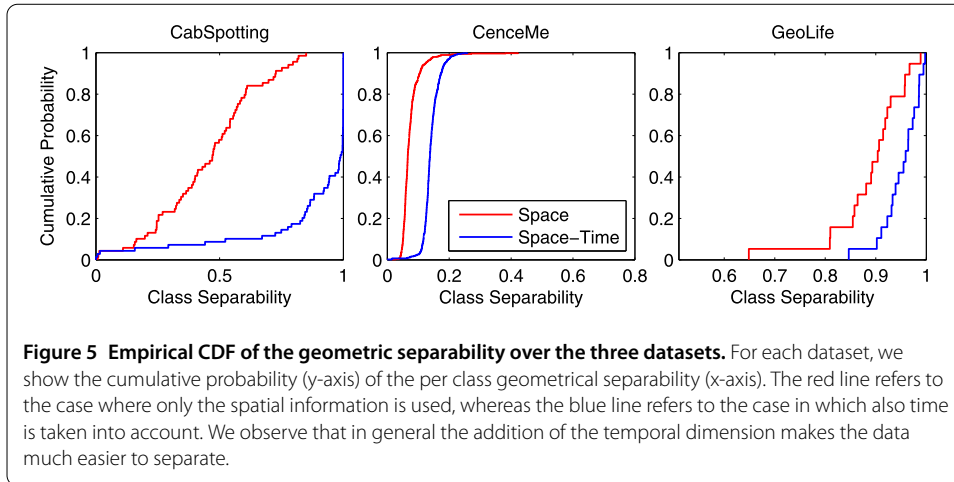 CabSpotting
CenceMe
GeoLife
Cumulative Probability
1
0.8
0.6
0.4
0.2
0
0
0.5
1
Class Separability
1
0.8
0.6
0.4
0.2
0
0
0.2
0.4
0.6
0.8
Class Separability
Space
Space-Time
1
0.8
0.6
0.4
0.2
0
0.6
0.7
0.8
0.9
1
Class Separability
Figure 5 Empirical CDF of the geometric separability over the three datasets. For each dataset, we
show the cumulative probability (y-axis) of the per class geometrical separability (x-axis). The red line refers to
the case where only the spatial information is used, whereas the blue line refers to the case in which also time
is taken into account. We observe that in general the addition of the temporal dimension makes the data
much easier to separate.